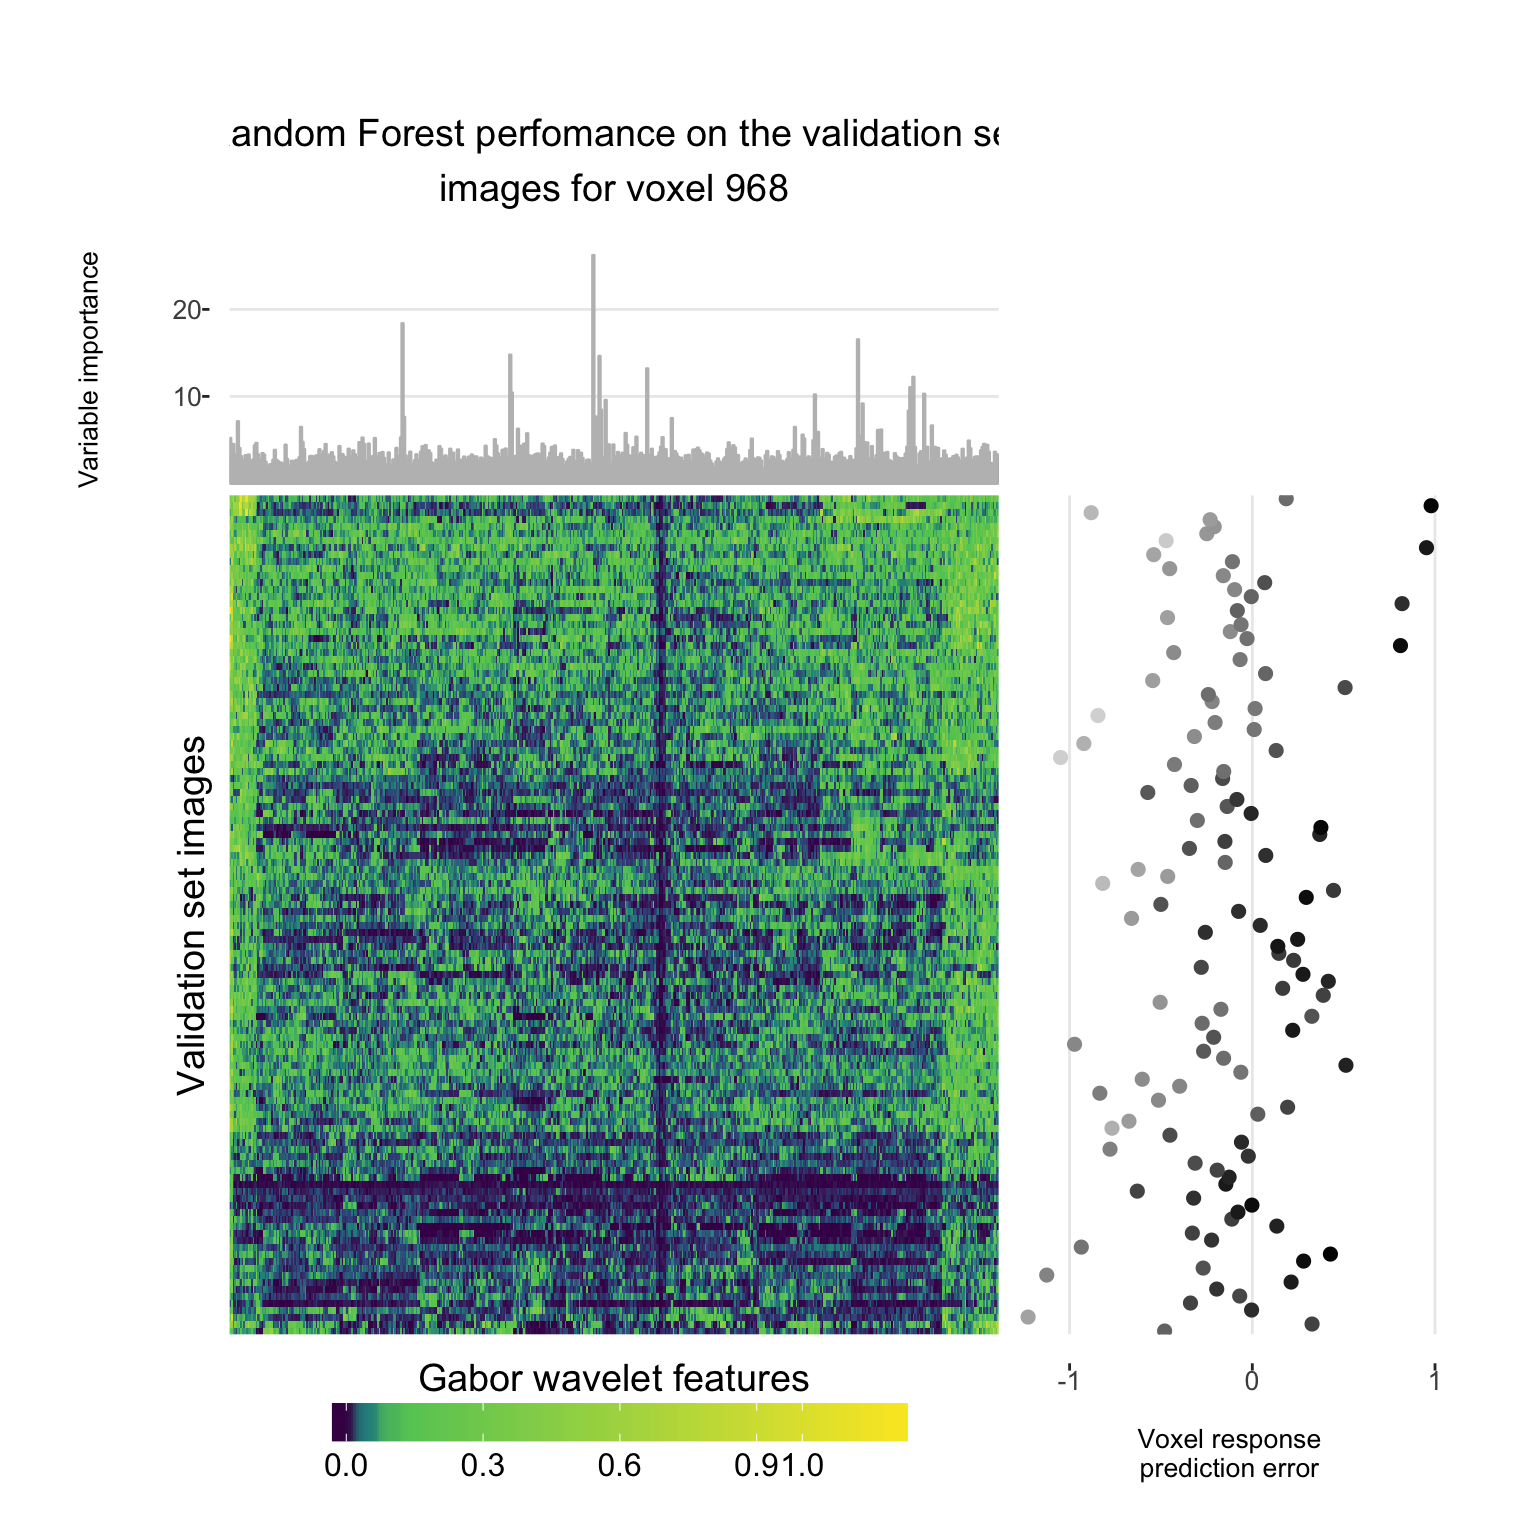 andom Forest perfomance on the validation se
images for voxel 968
Variable importance
20-
10-
Validation set images
Gabor wavelet features
0.0 0.3 0.6 0.91.0
-1 0 1
Voxel response
prediction error